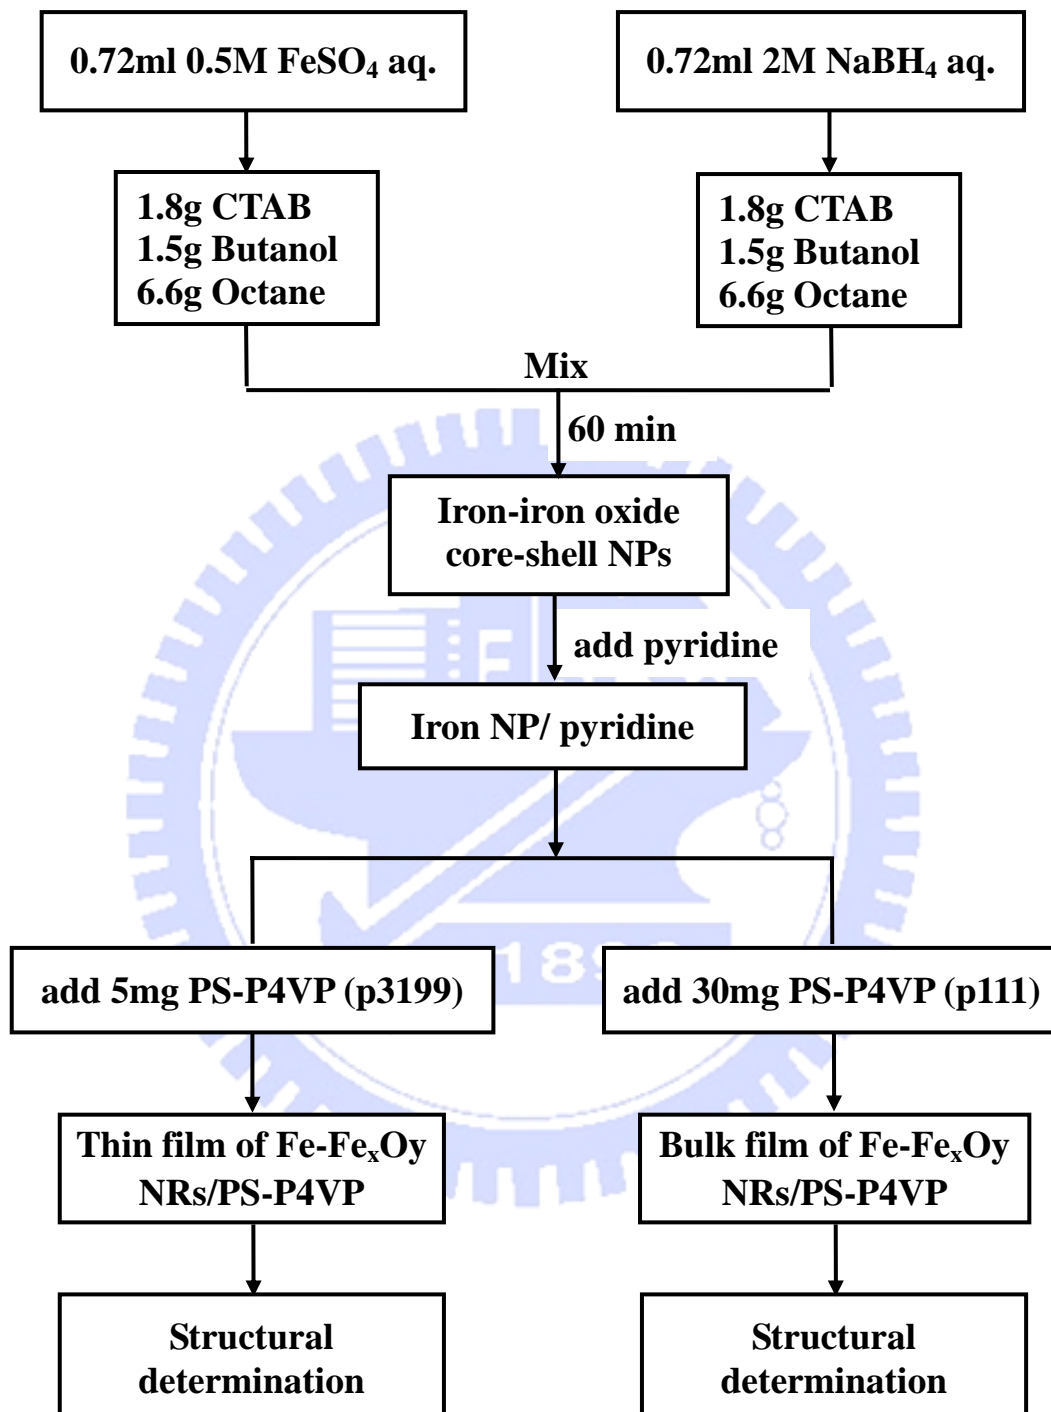 0.72ml 0.5M FeSO₄ aq.
0.72ml 2M NaBH₄ aq.
1.8g CTAB
1.5g Butanol
6.6g Octane
1.8g CTAB
1.5g Butanol
6.6g Octane
Mix
60 min
Iron-iron oxide
core-shell NPs
add pyridine
Iron NP/ pyridine
189
add 5mg PS-P4VP (p3199)
add 30mg PS-P4VP (p111)
Thin film of Fe-FeₓOy
NRs/PS-P4VP
Bulk film of Fe-FeₓOy
NRs/PS-P4VP
Structural
determination
Structural
determination